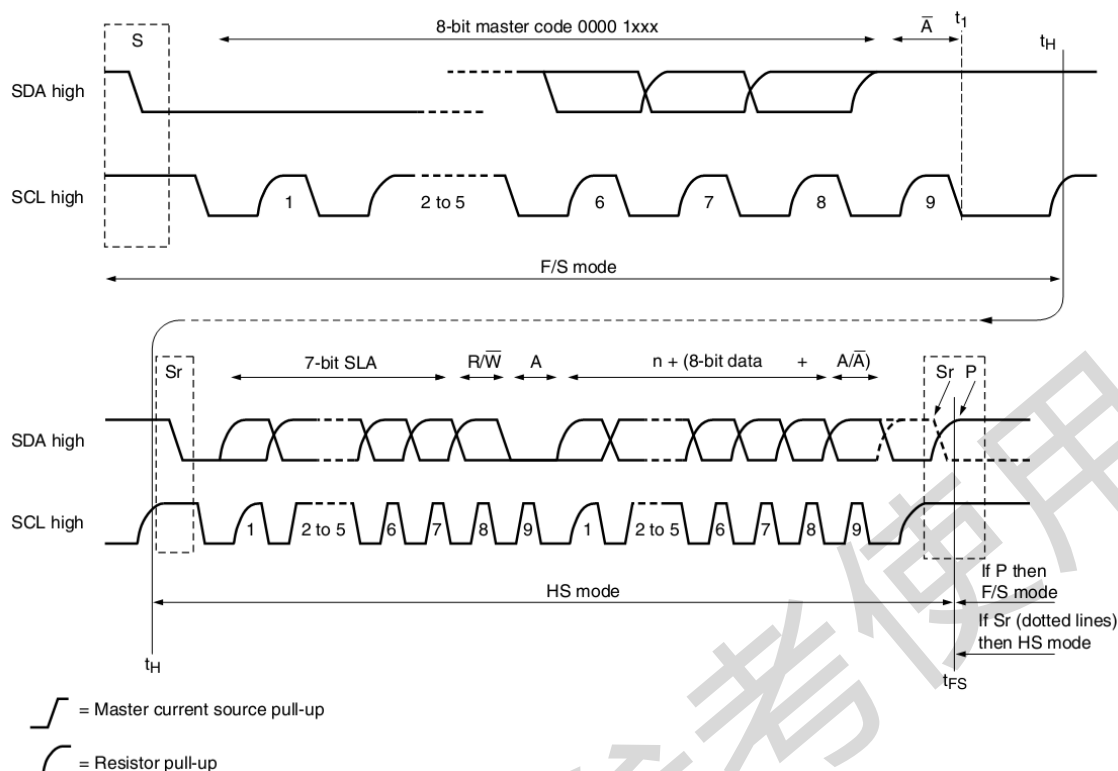 S
8-bit master code 0000 1xxx
A̅
t1
tH
SDA high
SCL high
1
2 to 5
6
7
8
9
F/S mode
Sr
7-bit SLA
R/W̅
A
n + (8-bit data
+
A/A̅)
Sr
P
SDA high
SCL high
1
2 to 5
6
7
8
9
1
2 to 5
6
7
8
9
HS mode
If P then
F/S mode
If Sr (dotted lines)
then HS mode
tH
tFS
= Master current source pull-up
= Resistor pull-up
考使用